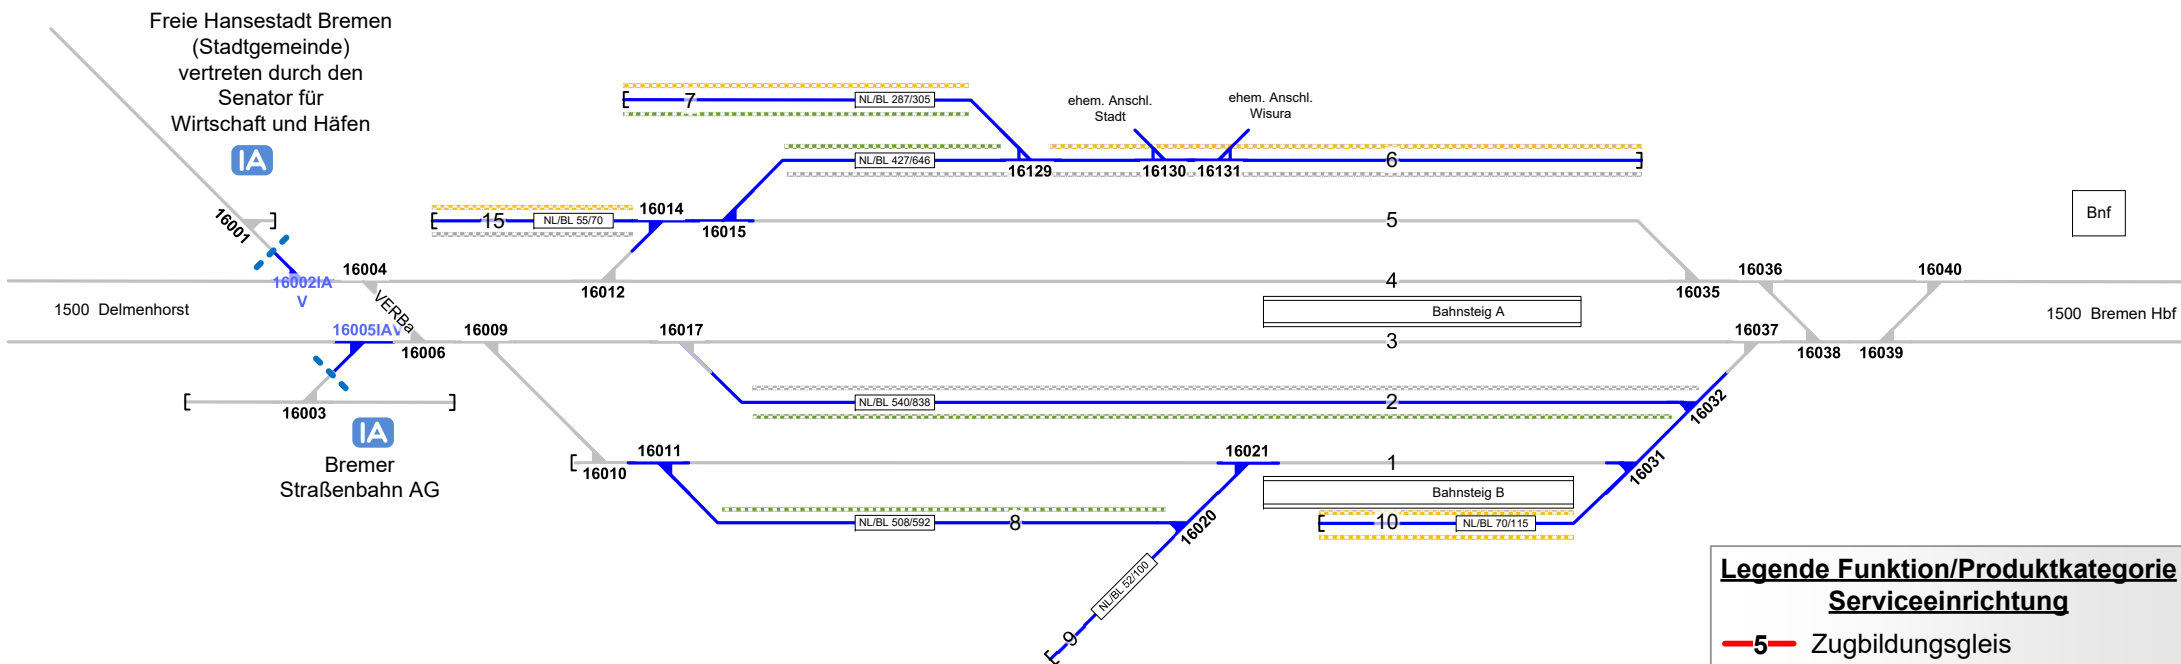 Freie Hansestadt Bremen
(Stadtgemeinde)
vertreten durch den
Senator für
Wirtschaft und Häfen
IA
7
NL/BL 287/305
ehem. Anschl.
Stadt
ehem. Anschl.
Wisura
NL/BL 427/646
16129
16130
16131
6
15
NL/BL 55/70
16014
16015
5
Bnf
16001
16002IA
V
16004
16012
4
16035
16036
16040
1500 Delmenhorst
VERBa
Bahnsteig A
1500 Bremen Hbf
16005IAV
16006
16009
16017
3
16037
16038
16039
16003
NL/BL 540/838
2
16032
IA
Bremer
Straßenbahn AG
16010
16011
16021
1
16031
Bahnsteig B
NL/BL 508/592
8
16020
10
NL/BL 70/115
NL/BL 52/100
9
Legende Funktion/Produktkategorie
Serviceeinrichtung
5 Zugbildungsgleis